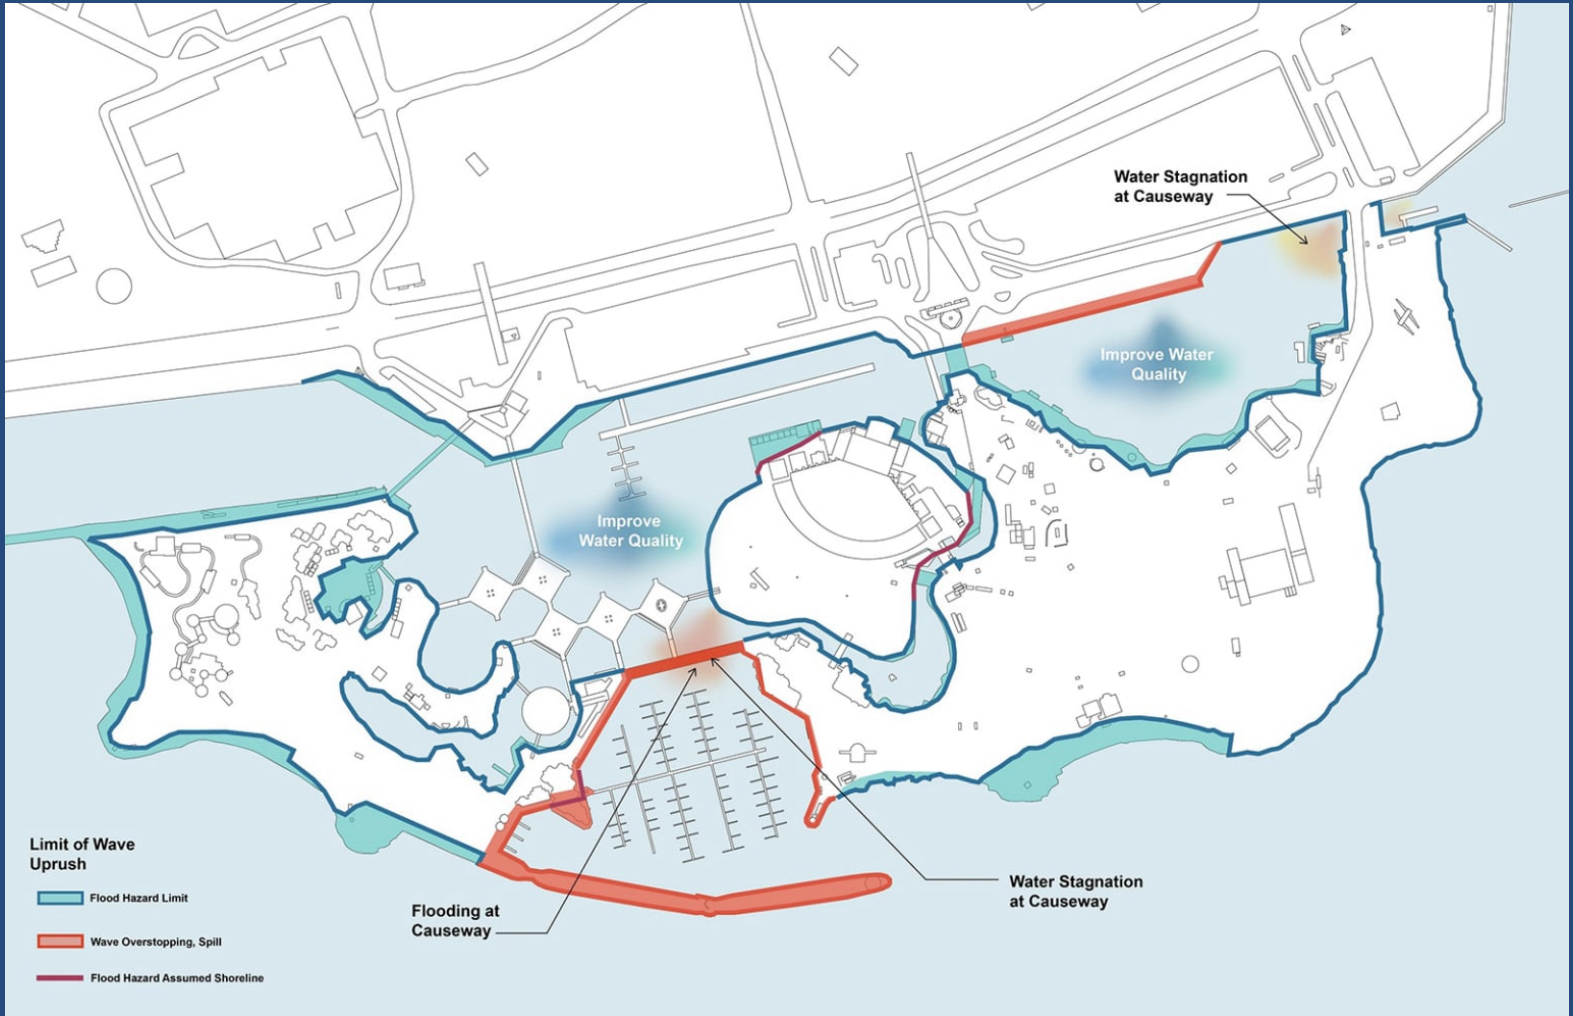 Water Stagnation
at Causeway
Improve Water
Quality
Improve
Water Quality
Limit of Wave
Uprush
Flood Hazard Limit
Wave Overstopping, Spill
Flood Hazard Assumed Shoreline
Flooding at
Causeway
Water Stagnation
at Causeway